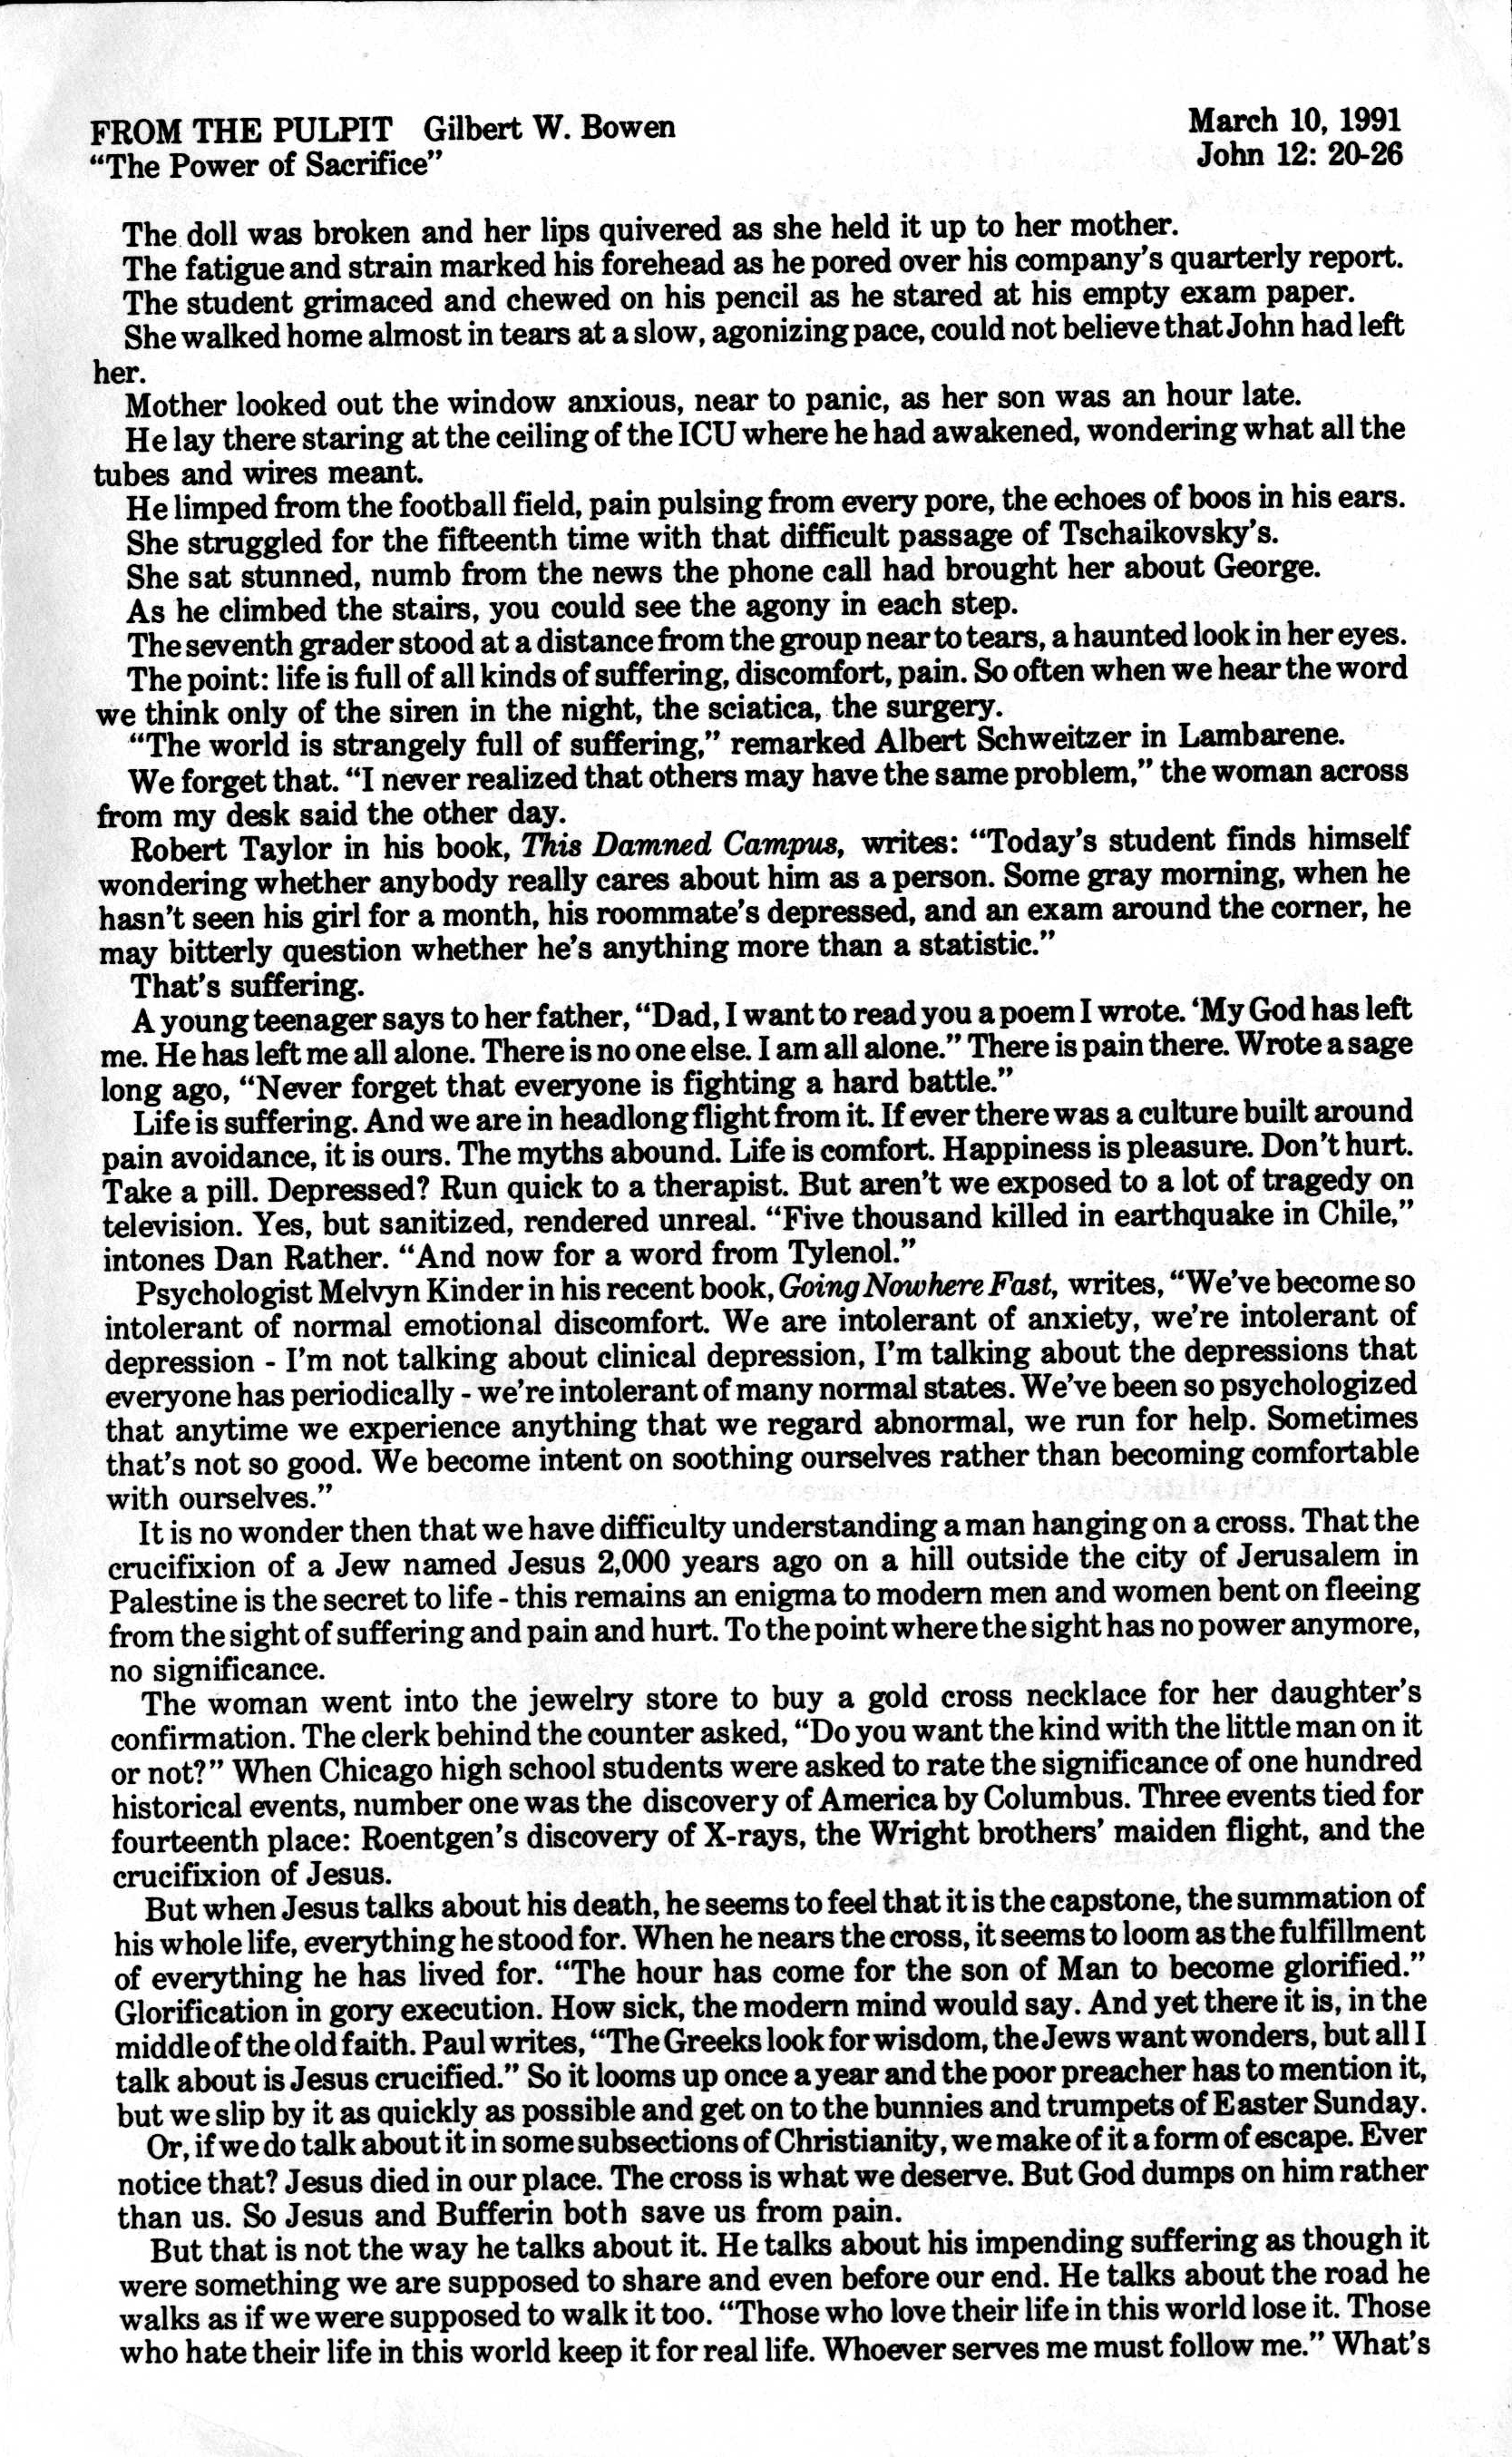 FROM THE PULPIT Gilbert W. Bowen March 10, 1991
"The Power of Sacrifice" John 12: 20-26
The doll was broken and her lips quivered as she held it up to her mother.
The fatigue and strain marked his forehead as he pored over his company's quarterly report.
The student grimaced and chewed on his pencil as he stared at his empty exam paper.
She walked home almost in tears at a slow, agonizing pace, could not believe that John had left
her.
Mother looked out the window anxious, near to panic, as her son was an hour late.
He lay there staring at the ceiling of the ICU where he had awakened, wondering what all the
tubes and wires meant.
He limped from the football field, pain pulsing from every pore, the echoes of boos in his ears.
She struggled for the fifteenth time with that difficult passage of Tschaikovsky's.
She sat stunned, numb from the news the phone call had brought her about George.
As he climbed the stairs, you could see the agony in each step.
The seventh grader stood at a distance from the group near to tears, a haunted look in her eyes.
The point: life is full of all kinds of suffering, discomfort, pain. So often when we hear the word
we think only of the siren in the night, the sciatica, the surgery.
"The world is strangely full of suffering," remarked Albert Schweitzer in Lambarene.
We forget that. "I never realized that others may have the same problem," the woman across
from my desk said the other day.
Robert Taylor in his book, This Damned Campus, writes: "Today's student finds himself
wondering whether anybody really cares about him as a person. Some gray morning, when he
hasn't seen his girl for a month, his roommate's depressed, and an exam around the corner, he
may bitterly question whether he's anything more than a statistic."
That's suffering.
A young teenager says to her father, "Dad, I want to read you a poem I wrote. 'My God has left
me. He has left me all alone. There is no one else. I am all alone." There is pain there. Wrote a sage
long ago, "Never forget that everyone is fighting a hard battle."
Life is suffering. And we are in headlong flight from it. If ever there was a culture built around
pain avoidance, it is ours. The myths abound. Life is comfort. Happiness is pleasure. Don't hurt.
Take a pill. Depressed? Run quick to a therapist. But aren't we exposed to a lot of tragedy on
television. Yes, but sanitized, rendered unreal. "Five thousand killed in earthquake in Chile,"
intones Dan Rather. "And now for a word from Tylenol."
Psychologist Melvyn Kinder in his recent book, Going Nowhere Fast, writes, "We've become so
intolerant of normal emotional discomfort. We are intolerant of anxiety, we're intolerant of
depression - I'm not talking about clinical depression, I'm talking about the depressions that
everyone has periodically - we're intolerant of many normal states. We've been so psychologized
that anytime we experience anything that we regard abnormal, we run for help. Sometimes
that's not so good. We become intent on soothing ourselves rather than becoming comfortable
with ourselves."
It is no wonder then that we have difficulty understanding a man hanging on a cross. That the
crucifixion of a Jew named Jesus 2,000 years ago on a hill outside the city of Jerusalem in
Palestine is the secret to life - this remains an enigma to modern men and women bent on fleeing
from the sight of suffering and pain and hurt. To the point where the sight has no power anymore,
no significance.
The woman went into the jewelry store to buy a gold cross necklace for her daughter's
confirmation. The clerk behind the counter asked, "Do you want the kind with the little man on it
or not?" When Chicago high school students were asked to rate the significance of one hundred
historical events, number one was the discovery of America by Columbus. Three events tied for
fourteenth place: Roentgen's discovery of X-rays, the Wright brothers' maiden flight, and the
crucifixion of Jesus.
But when Jesus talks about his death, he seems to feel that it is the capstone, the summation of
his whole life, everything he stood for. When he nears the cross, it seems to loom as the fulfillment
of everything he has lived for. "The hour has come for the son of Man to become glorified."
Glorification in gory execution. How sick, the modern mind would say. And yet there it is, in the
middle of the old faith. Paul writes, "The Greeks look for wisdom, the Jews want wonders, but all I
talk about is Jesus crucified." So it looms up once a year and the poor preacher has to mention it,
but we slip by it as quickly as possible and get on to the bunnies and trumpets of Easter Sunday.
Or, if we do talk about it in some subsections of Christianity, we make of it a form of escape. Ever
notice that? Jesus died in our place. The cross is what we deserve. But God dumps on him rather
than us. So Jesus and Bufferin both save us from pain.
But that is not the way he talks about it. He talks about his impending suffering as though it
were something we are supposed to share and even before our end. He talks about the road he
walks as if we were supposed to walk it too. "Those who love their life in this world lose it. Those
who hate their life in this world keep it for real life. Whoever serves me must follow me." What's